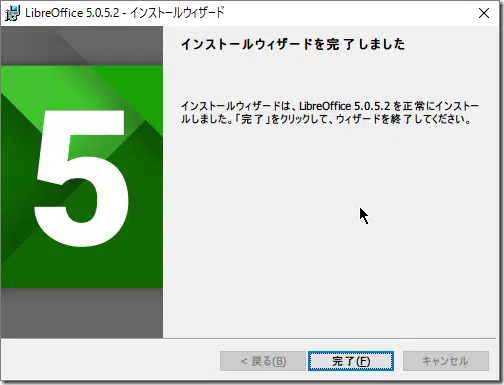 LibreOffice 5.0.5.2 - インストールウィザード
インストールウィザードを完了しました
インストールウィザードは、LibreOffice 5.0.5.2 を正常にインストー
ルしました。「完了」をクリックして、ウィザードを終了してください。
5
< 戻る(B)
完了(F)
キャンセル